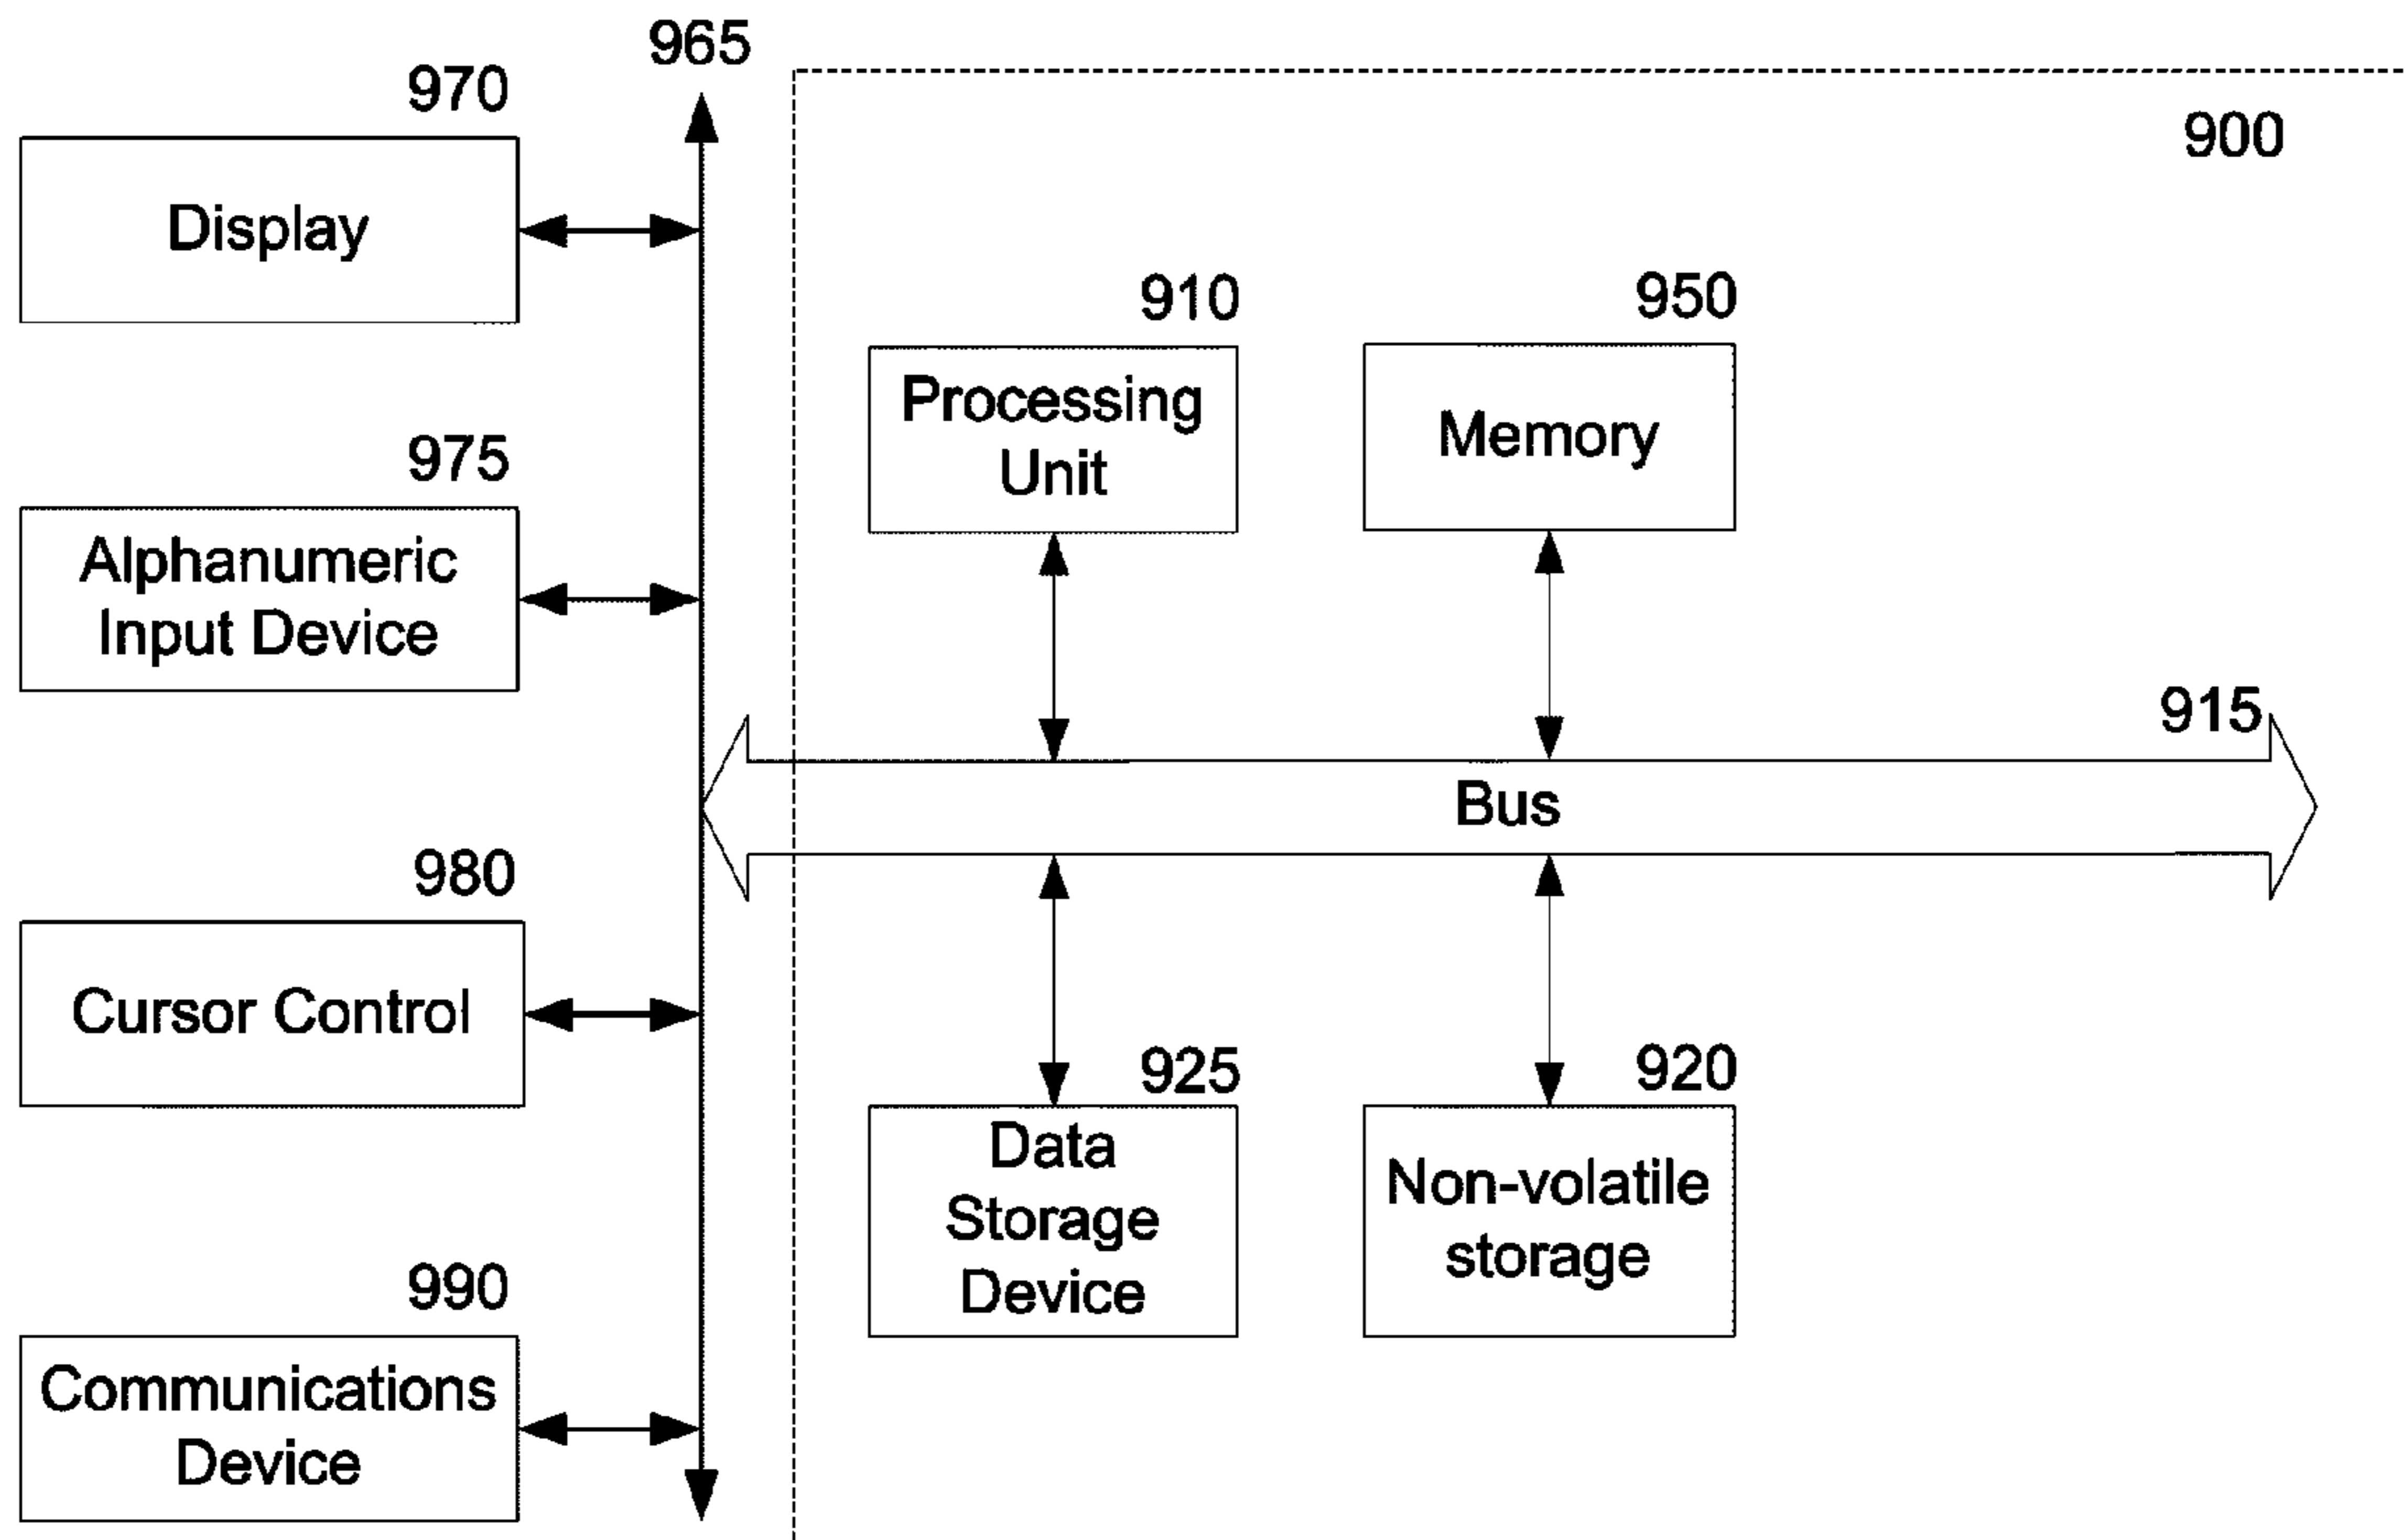 965
970
Display
900
910
Processing
Unit
950
Memory
975
Alphanumeric
Input Device
915
Bus
980
Cursor Control
925
Data
Storage
Device
920
Non-volatile
storage
990
Communications
Device